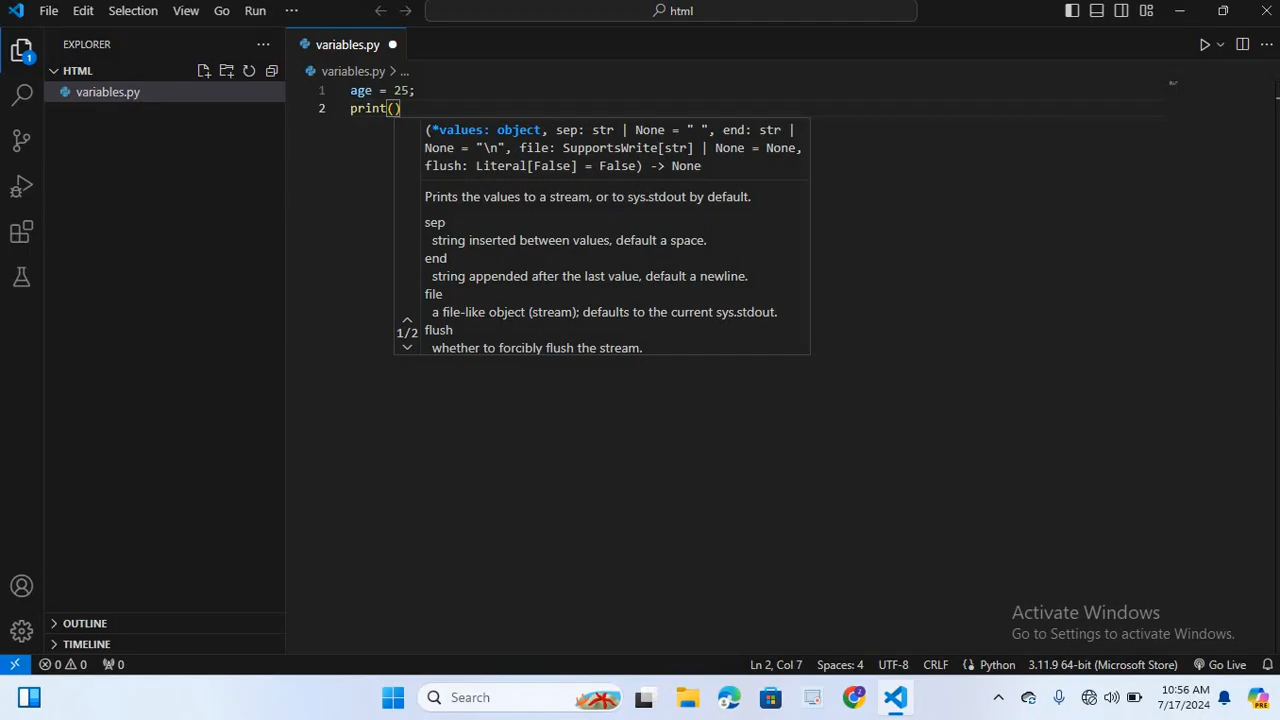 File Edit Selection View Go Run ··· html
EXPLORER ···
variables.py
HTML
variables.py > ...
variables.py
1 age = 25;
2 print()
(*values: object, sep: str | None = " ", end: str |
None = "\n", file: SupportsWrite[str] | None = None,
flush: Literal[False] = False) -> None
Prints the values to a stream, or to sys.stdout by default.
sep
string inserted between values, default a space.
end
string appended after the last value, default a newline.
file
a file-like object (stream); defaults to the current sys.stdout.
1/2
flush
whether to forcibly flush the stream.
1
Activate Windows
Go to Settings to activate Windows.
OUTLINE
TIMELINE
0 0 0 Ln 2, Col 7 Spaces: 4 UTF-8 CRLF Python 3.11.9 64-bit (Microsoft Store) Go Live
Search
10:56 AM
7/17/2024
PRE